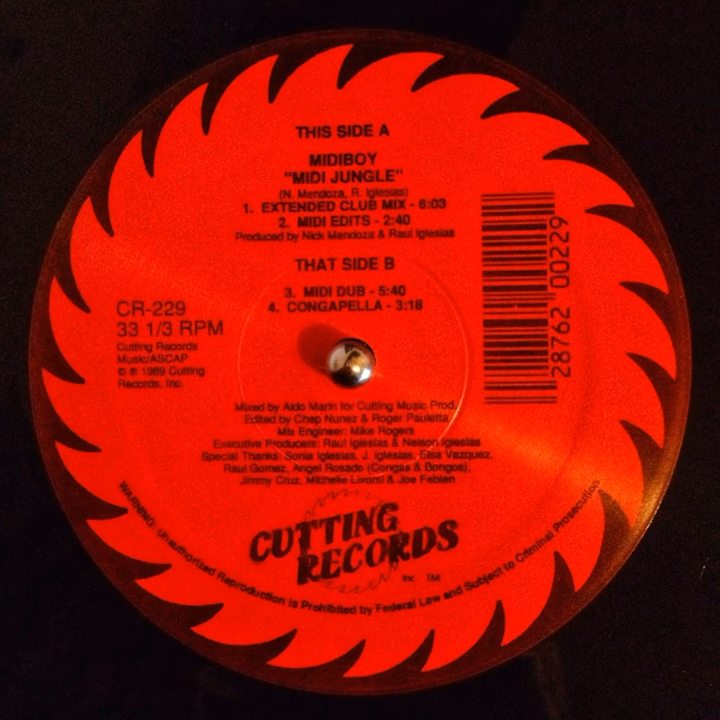 THIS SIDE A
MIDIBOY
"MIDI JUNGLE"
(N. Mendoza, R. Iglesias)
1. EXTENDED CLUB MIX - 6:03
2. MIDI EDITS - 2:40
Produced by Nick Mendoza & Raul Iglesias
THAT SIDE B
3. MIDI DUB - 5:40
4. CONGAPELLA - 3:18
CR-229
33 1/3 RPM
Cutting Records
Music/ASCAP
© ℗ 1989 Cutting
Records, Inc.
28762 00229
Mixed by Aldo Marin for Cutting Music Prod.
Edited by Chep Nunez & Roger Pauletta
Mix Engineer: Mike Rogers
Executive Producers: Raul Iglesias & Nelson Iglesias
Special Thanks: Sonia Iglesias, J. Iglesias, Elsa Vazquez,
Raul Gomez, Angel Rosado (Congas & Bongos),
Jimmy Cruz, Michelle Livorsi & Joe Febien
CUTTING
RECORDS
Inc. TM
WARNING: Unauthorized Reproduction is Prohibited by Federal Law and Subject to Criminal Prosecution